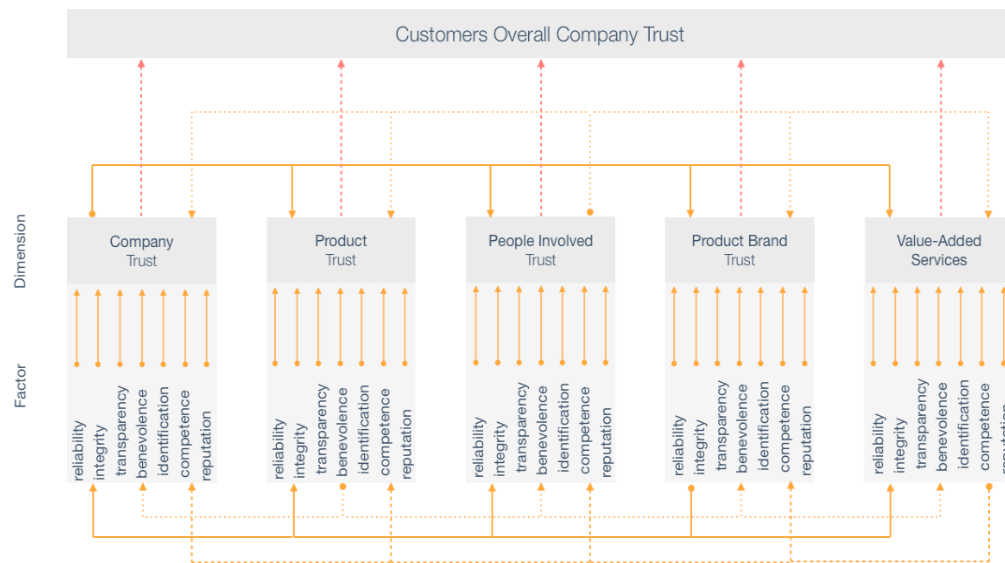 Customers Overall Company Trust
Dimension
Company
Trust
Product
Trust
People Involved
Trust
Product Brand
Trust
Value-Added
Services
Factor
reliability
integrity
transparency
benevolence
identification
competence
reputation
reliability
integrity
transparency
benevolence
identification
competence
reputation
reliability
integrity
transparency
benevolence
identification
competence
reputation
reliability
integrity
transparency
benevolence
identification
competence
reputation
reliability
integrity
transparency
benevolence
identification
competence
reputation